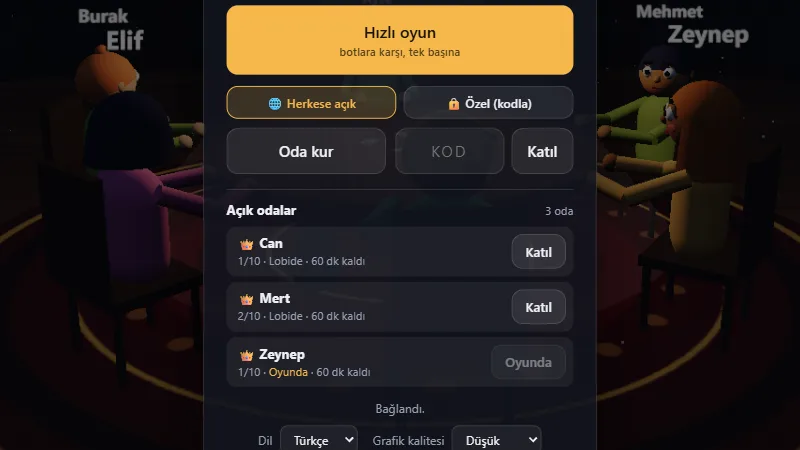 Burak
Elif
Mehmet
Zeynep
Hızlı oyun
botlara karşı, tek başına
Herkese açık
Özel (kodla)
Oda kur
KOD
Katıl
Açık odalar
3 oda
Can
1/10 · Lobide · 60 dk kaldı
Katıl
Mert
2/10 · Lobide · 60 dk kaldı
Katıl
Zeynep
1/10 · Oyunda · 60 dk kaldı
Oyunda
Bağlandı.
Dil
Türkçe
Grafik kalitesi
Düşük